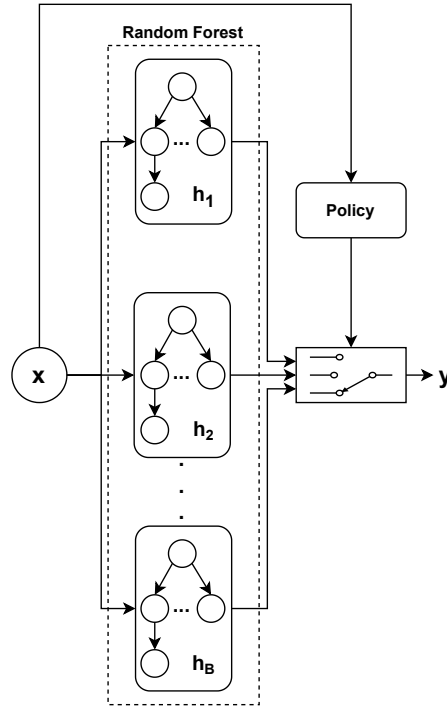 Random Forest
...
h1
Policy
x
...
h2
y
.
.
.
...
hB